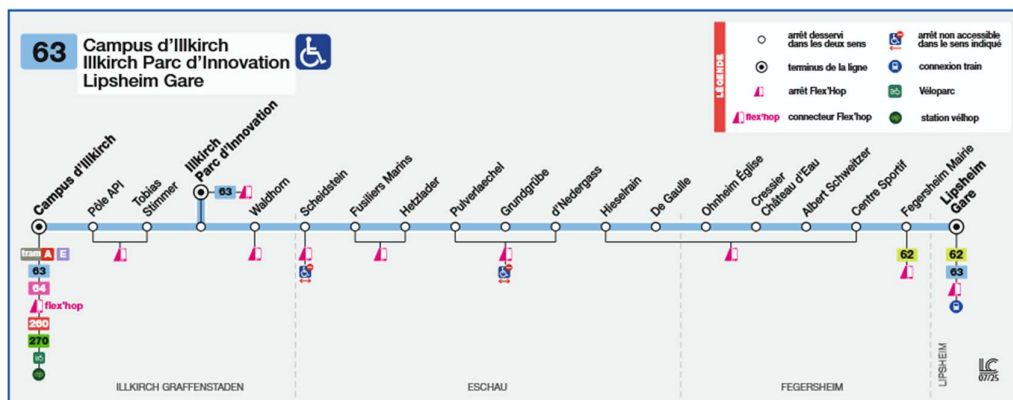 63
Campus d'Illkirch
Illkirch Parc d'Innovation
Lipsheim Gare
LÉGENDE
arrêt desservi
dans les deux sens
terminus de la ligne
arrêt Flex'Hop
flex'hop
connecteur Flex'hop
arrêt non accessible
dans le sens indiqué
connexion train
Véloparc
station vélhop
Campus d'Illkirch
Pôle API
Tobias
Stimmer
Illkirch
Parc d'Innovation
63
Waldhorn
Scheidstein
Fusiliers Marins
Hetzlader
Pulverlaechel
Grundgrübe
d'Nedergass
Hieselrain
De Gaulle
Ohnheim Église
Cressier
Château d'Eau
Albert Schweitzer
Centre Sportif
Fegersheim Mairie
Lipsheim
Gare
tram A E
63
64
flex'hop
260
270
62
62
63
ILLKIRCH GRAFFENSTADEN
ESCHAU
FEGERSHEIM
LIPSHEIM
LC
07/25